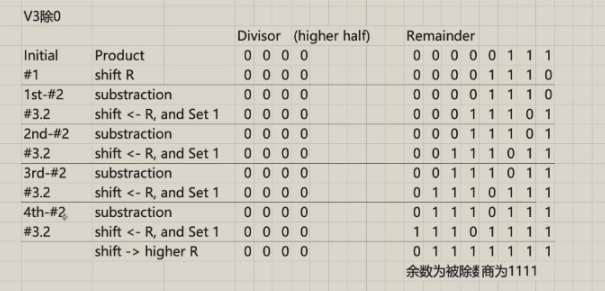 V3除0
Divisor (higher half) Remainder
Initial Product 0 0 0 0 0 0 0 0 0 1 1 1
#1 shift R 0 0 0 0 0 0 0 0 1 1 1 0
1st-#2 substraction 0 0 0 0 0 0 0 0 1 1 1 0
#3.2 shift <- R, and Set 1 0 0 0 0 0 0 0 1 1 1 0 1
2nd-#2 substraction 0 0 0 0 0 0 0 1 1 1 0 1
#3.2 shift <- R, and Set 1 0 0 0 0 0 0 1 1 1 0 1 1
3rd-#2 substraction 0 0 0 0 0 0 1 1 1 0 1 1
#3.2 shift <- R, and Set 1 0 0 0 0 0 1 1 1 0 1 1 1
4th-#2 substraction 0 0 0 0 0 1 1 1 0 1 1 1
#3.2 shift <- R, and Set 1 0 0 0 0 1 1 1 0 1 1 1 1
shift -> higher R 0 0 0 0 0 1 1 1 1 1 1 1
余数为被除数商为1111